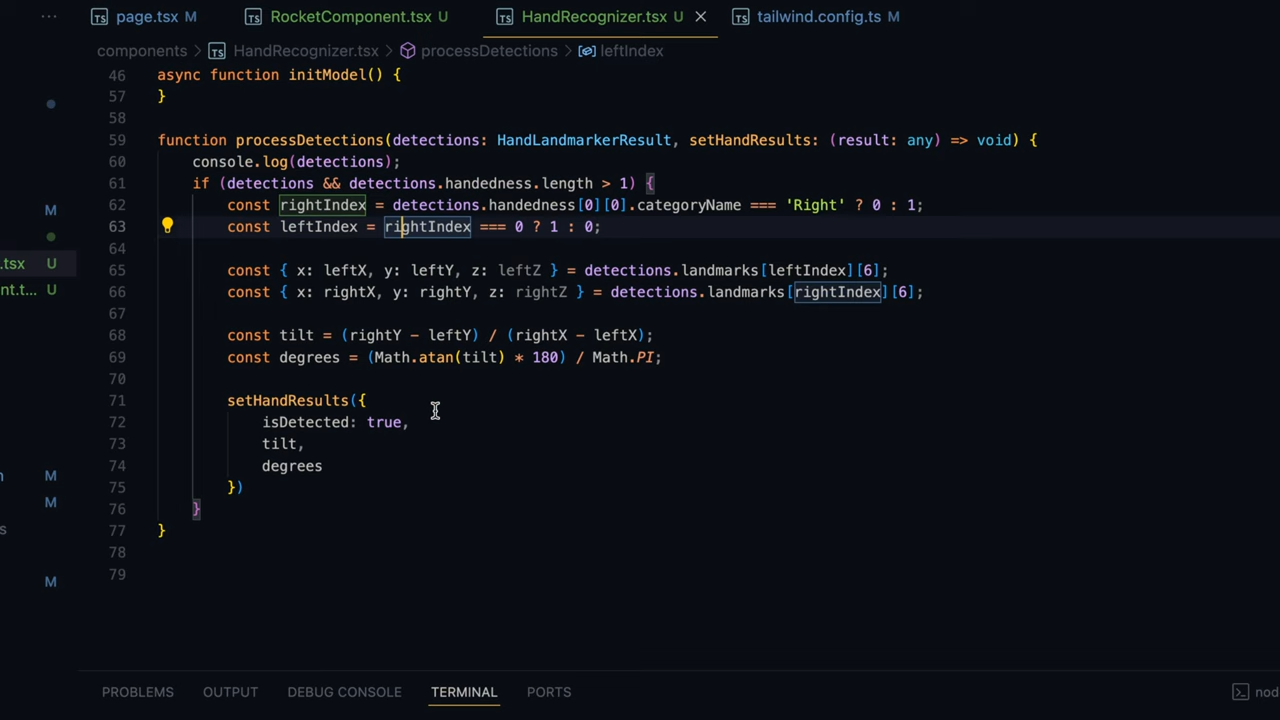 ... page.tsx M RocketComponent.tsx U TS HandRecognizer.tsx U TS tailwind.config.ts M
components > TS HandRecognizer.tsx > processDetections > leftIndex
46 async function initModel() {
57 }
58
59 function processDetections(detections: HandLandmarkerResult, setHandResults: (result: any) => void) {
60 console.log(detections);
61 if (detections && detections.handedness.length > 1) {
62 const rightIndex = detections.handedness[0][0].categoryName === 'Right' ? 0 : 1;
63 const leftIndex = rightIndex === 0 ? 1 : 0;
64
65 const { x: leftX, y: leftY, z: leftZ } = detections.landmarks[leftIndex][6];
66 const { x: rightX, y: rightY, z: rightZ } = detections.landmarks[rightIndex][6];
67
68 const tilt = (rightY - leftY) / (rightX - leftX);
69 const degrees = (Math.atan(tilt) * 180) / Math.PI;
70
71 setHandResults({
72 isDetected: true,
73 tilt,
74 degrees
75 })
76 }
77 }
78
79
M
.tsx U
nt.t... U
M
M
s
M
PROBLEMS OUTPUT DEBUG CONSOLE TERMINAL PORTS nod